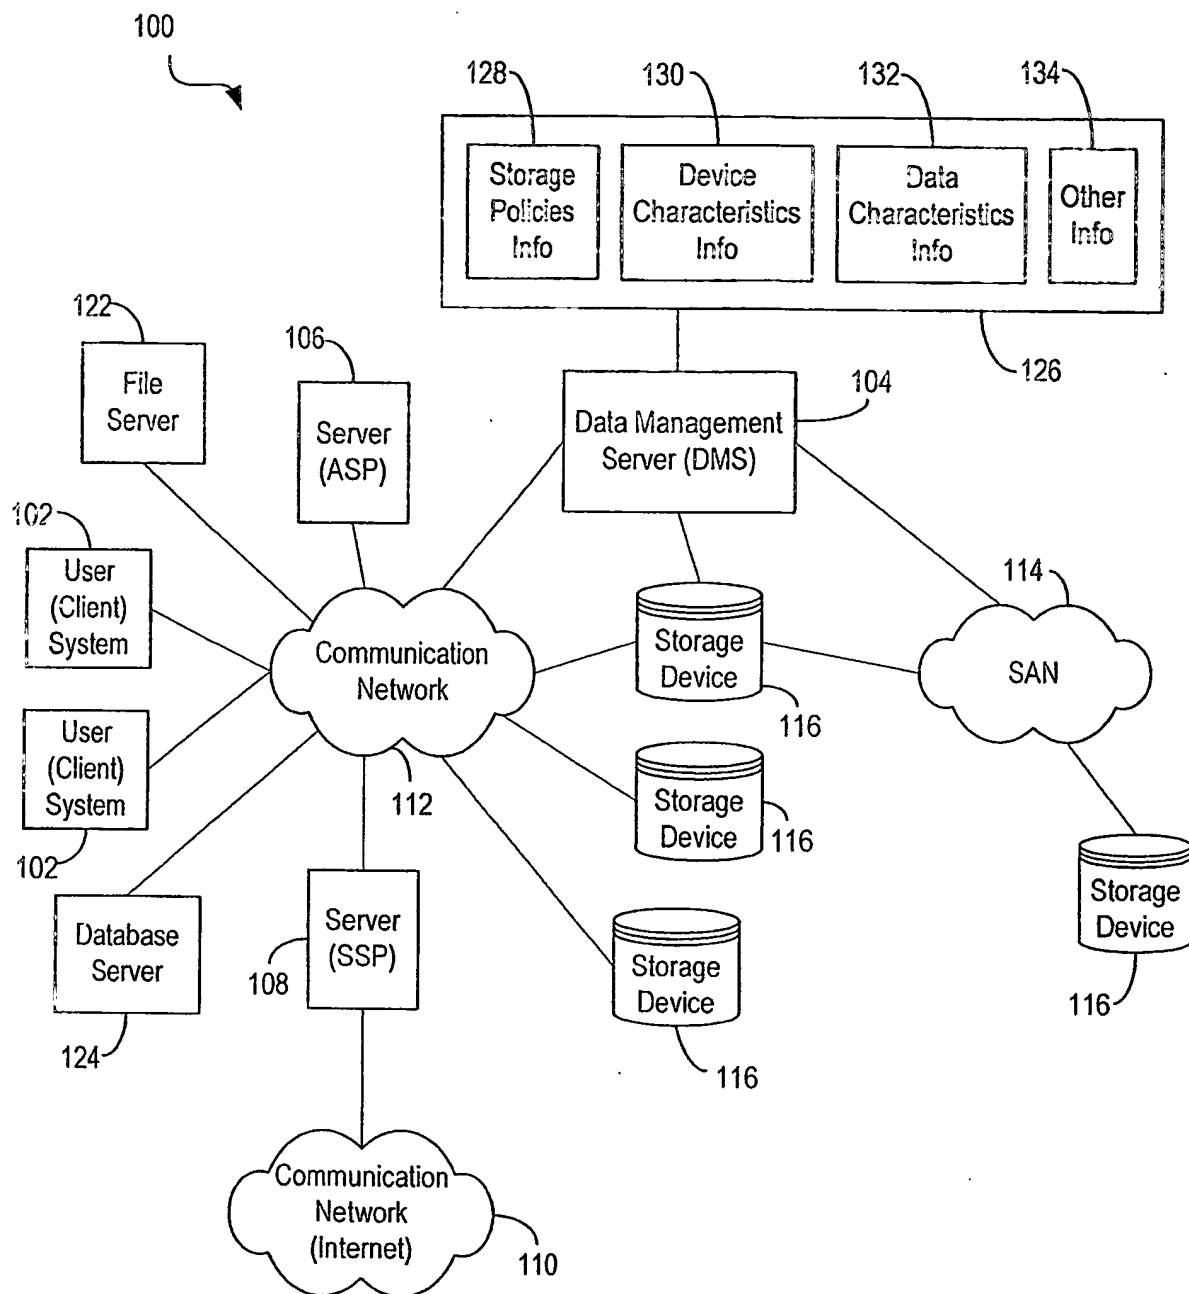 100
128
130
132
134
Storage
Policies
Info
Device
Characteristics
Info
Data
Characteristics
Info
Other
Info
126
122
File
Server
106
Server
(ASP)
104
Data Management
Server (DMS)
102
User
(Client)
System
Communication
Network
112
Storage
Device
116
114
SAN
User
(Client)
System
102
Storage
Device
116
Database
Server
124
Server
(SSP)
108
Storage
Device
116
Storage
Device
116
Communication
Network
(Internet)
110